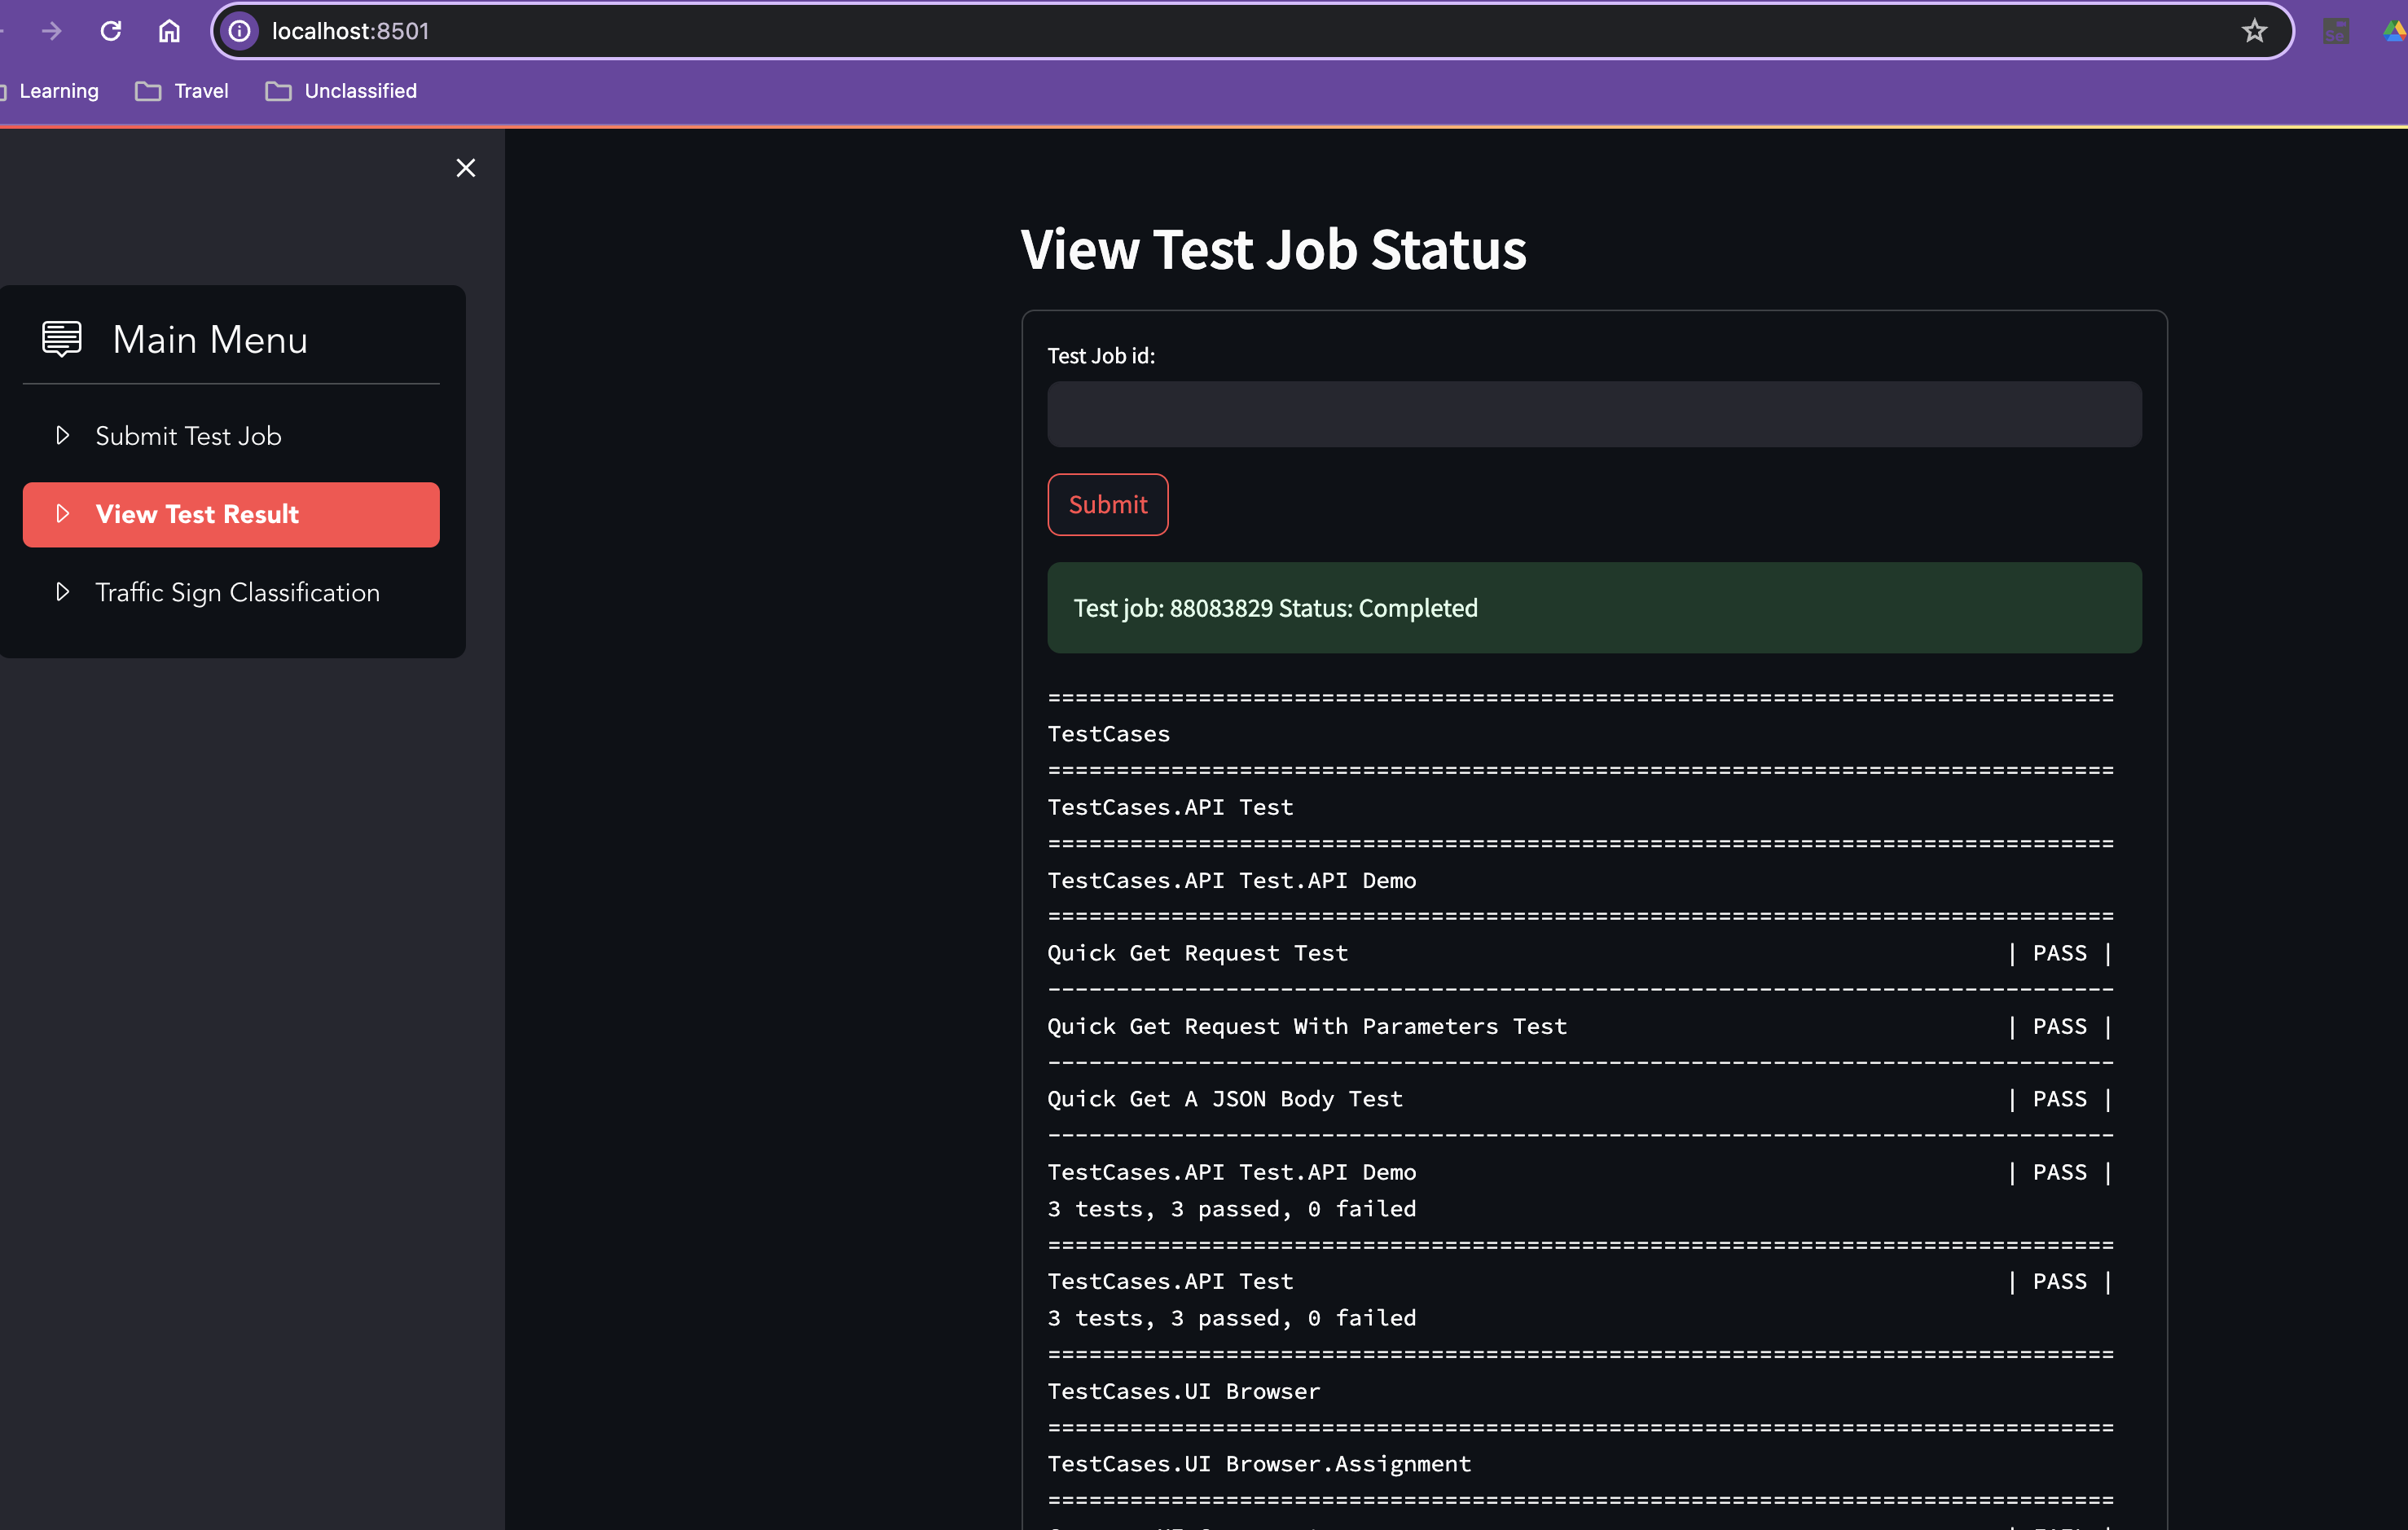 localhost:8501
Se
Learning
Travel
Unclassified
Main Menu
Submit Test Job
View Test Result
Traffic Sign Classification
View Test Job Status
Test Job id:
Submit
Test job: 88083829 Status: Completed
==============================================================================
TestCases
==============================================================================
TestCases.API Test
==============================================================================
TestCases.API Test.API Demo
==============================================================================
Quick Get Request Test | PASS |
------------------------------------------------------------------------------
Quick Get Request With Parameters Test | PASS |
------------------------------------------------------------------------------
Quick Get A JSON Body Test | PASS |
------------------------------------------------------------------------------
TestCases.API Test.API Demo | PASS |
3 tests, 3 passed, 0 failed
==============================================================================
TestCases.API Test | PASS |
3 tests, 3 passed, 0 failed
==============================================================================
TestCases.UI Browser
==============================================================================
TestCases.UI Browser.Assignment
==============================================================================